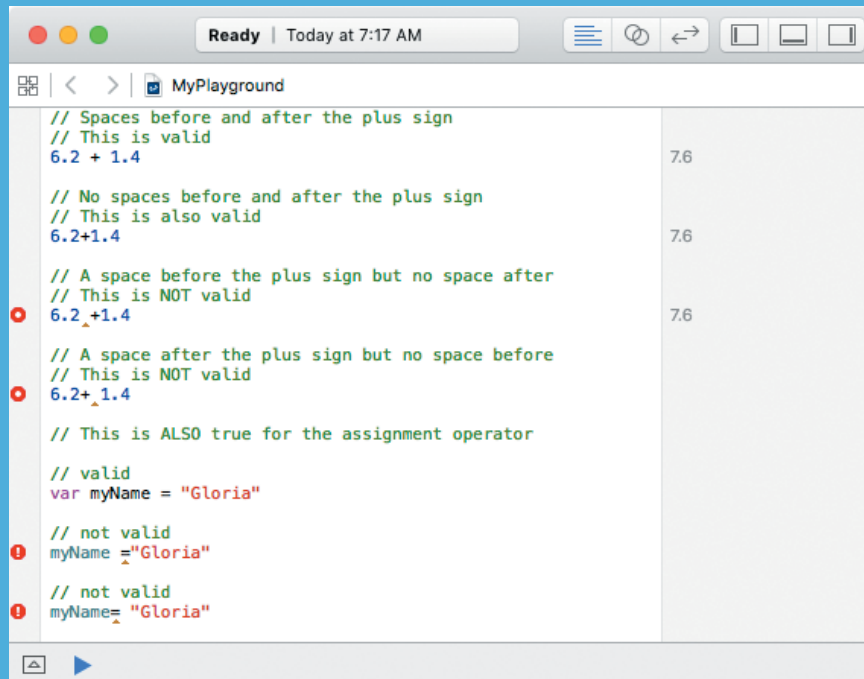 Ready | Today at 7:17 AM
MyPlayground
// Spaces before and after the plus sign
// This is valid
6.2 + 1.4 7.6
// No spaces before and after the plus sign
// This is also valid
6.2+1.4 7.6
// A space before the plus sign but no space after
// This is NOT valid
6.2 +1.4 7.6
// A space after the plus sign but no space before
// This is NOT valid
6.2+ 1.4
// This is ALSO true for the assignment operator
// valid
var myName = "Gloria"
// not valid
myName ="Gloria"
// not valid
myName= "Gloria"